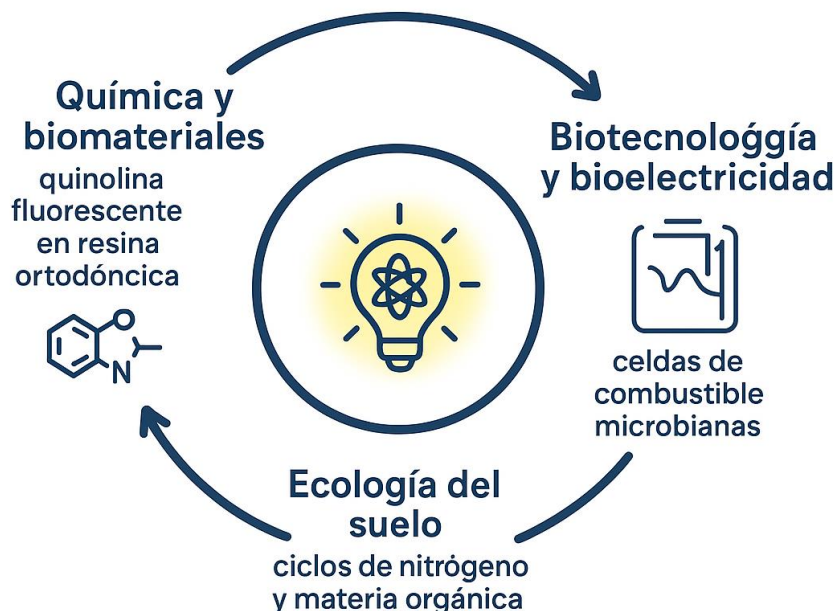 Química y
biomateriales
quinolina
fluorescente
en resina
ortodóncica
O
N
Biotecnoloǵgía
y bioelectricidad
celdas de
combustible
microbianas
Ecología del
suelo
ciclos de nitrógeno
y materia orgánica